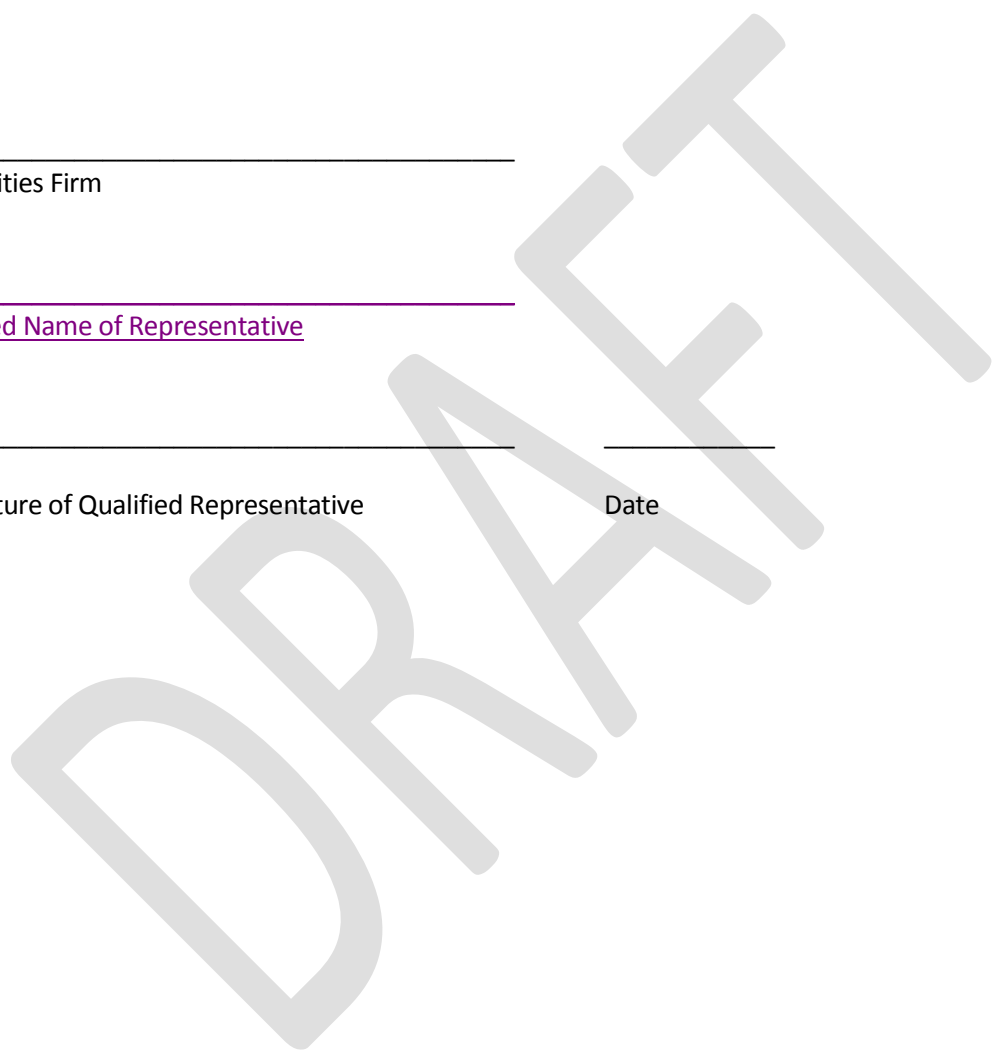 ities Firm
ed Name of Representative
ture of Qualified Representative Date
DRAFT